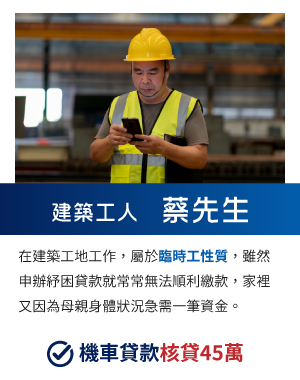 建築工人 蔡先生
在建築工地工作，屬於臨時工性質，雖然
申辦紓困貸款就常常無法順利繳款，家裡
又因為母親身體狀況急需一筆資金。
機車貸款核貸45萬